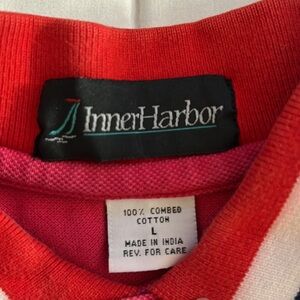 InnerHarbor
100% COMBED
COTTON
L
MADE IN INDIA
REV. FOR CARE